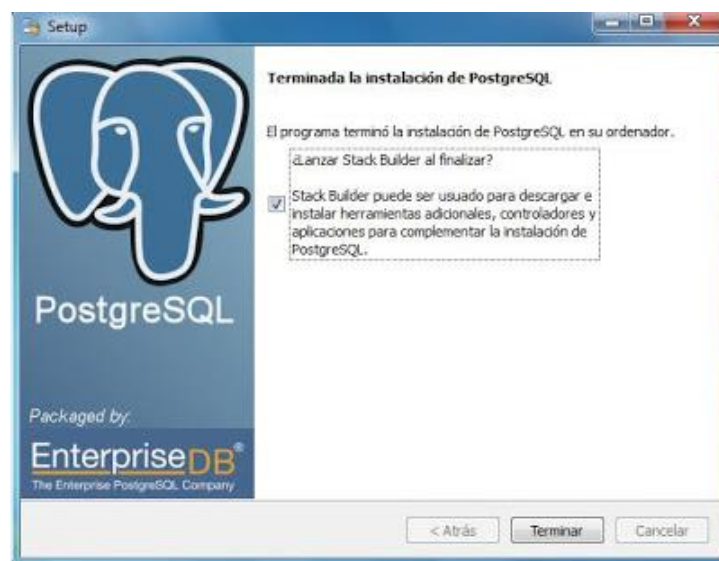 Setup
Terminada la instalación de PostgreSQL
El programa terminó la instalación de PostgreSQL en su ordenador.
¿Lanzar Stack Builder al finalizar?
Stack Builder puede ser usuado para descargar e
instalar herramientas adicionales, controladores y
aplicaciones para complementar la instalación de
PostgreSQL.
PostgreSQL
Packaged by:
EnterpriseDB®
The Enterprise PostgreSQL Company
< Atrás
Terminar
Cancelar